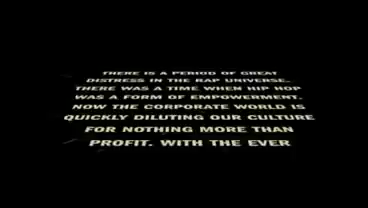 THERE IS A PERIOD OF GREAT
DISTRESS IN THE RAP UNIVERSE.
THERE WAS A TIME WHEN HIP HOP
WAS A FORM OF EMPOWERMENT.
NOW THE CORPORATE WORLD IS
QUICKLY DILUTING OUR CULTURE
FOR NOTHING MORE THAN
PROFIT. WITH THE EVER